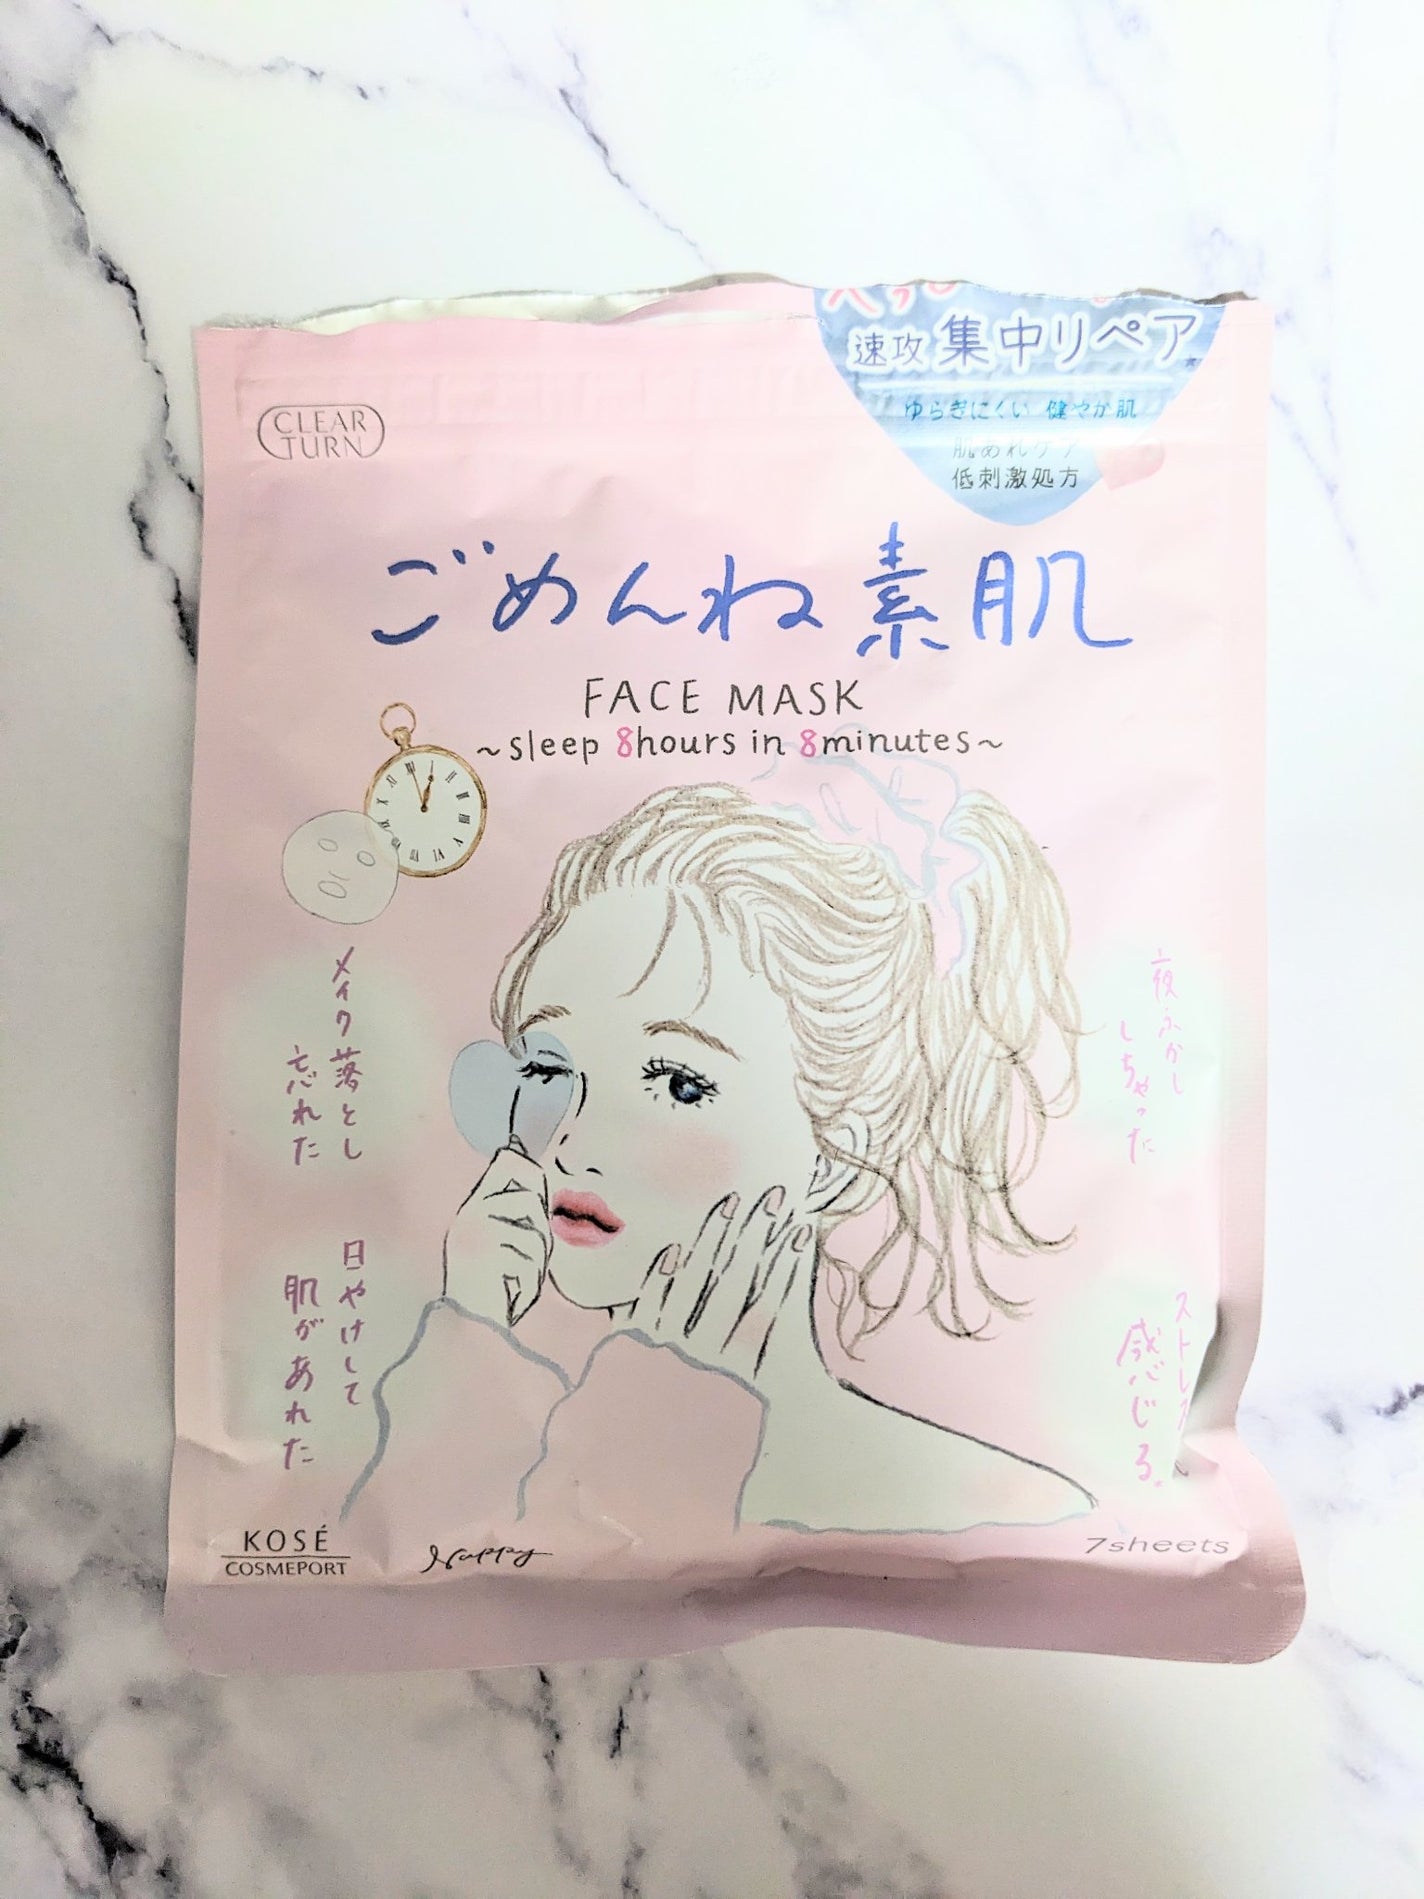 速攻 集中リペア
ゆらぎにくい 健やか肌
肌あれケア
低刺激処方
CLEAR
TURN
ごめんね素肌
FACE MASK
~sleep 8hours in 8minutes~
夜ふかし
しちゃった
メイク落とし
忘れた
ストレス
感じる。
日やけして
肌があれた
KOSÉ
COSMEPORT
Nappy
7sheets